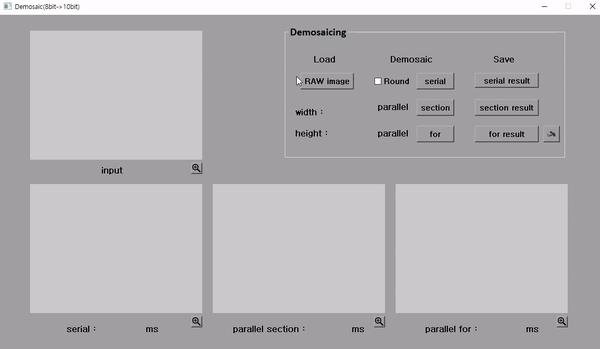 Demosaic(8bit->10bit)
Demosaicing
Load Demosaic Save
RAW image Round serial serial result
width : parallel section section result
height : parallel for for result
input
serial : ms parallel section : ms parallel for : ms